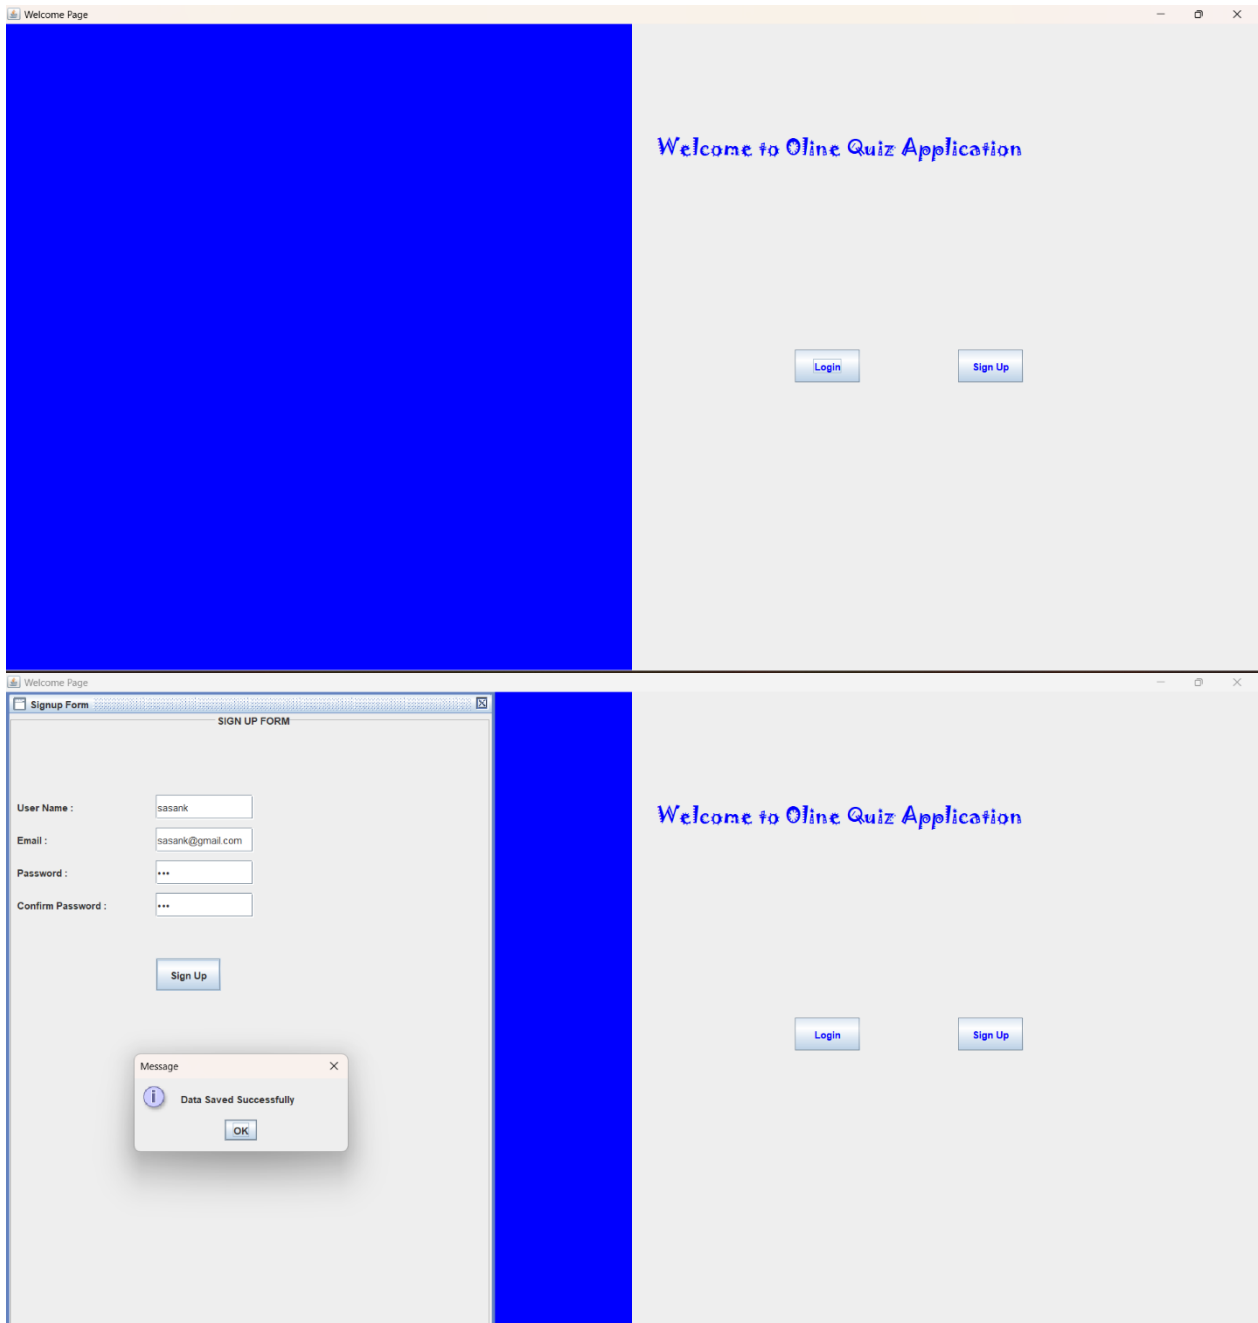 Welcome Page
Welcome to Oline Quiz Application
Login Sign Up
Welcome Page
Signup Form
SIGN UP FORM
User Name : sasank
Email : sasank@gmail.com
Password : •••
Confirm Password : •••
Sign Up
Message
Data Saved Successfully
OK
Welcome to Oline Quiz Application
Login Sign Up